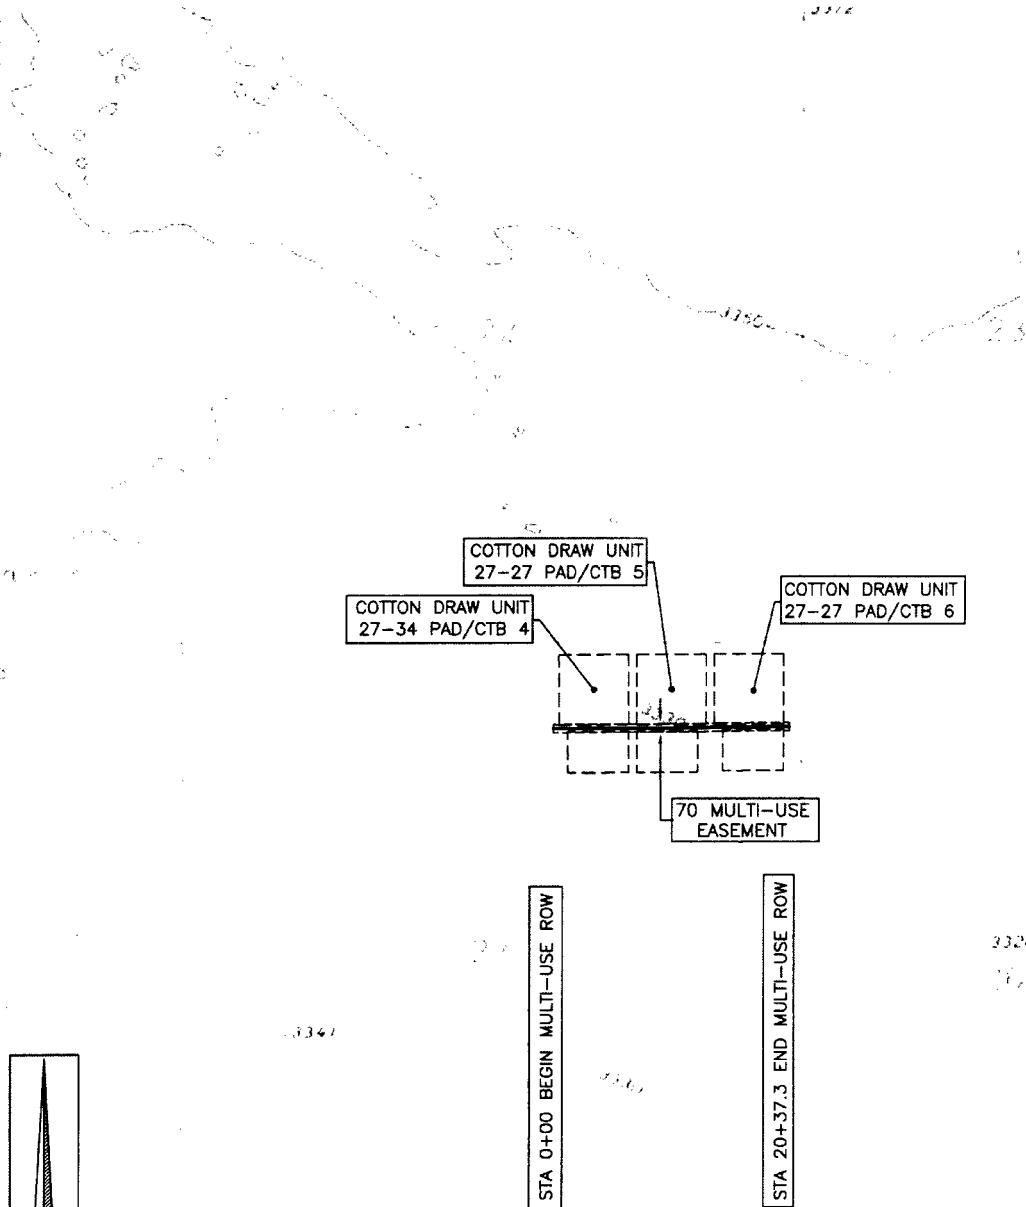 3372
3350
COTTON DRAW UNIT
27-27 PAD/CTB 5
COTTON DRAW UNIT
27-27 PAD/CTB 6
COTTON DRAW UNIT
27-34 PAD/CTB 4
70 MULTI-USE
EASEMENT
STA 0+00 BEGIN MULTI-USE ROW
STA 20+37.3 END MULTI-USE ROW
3341